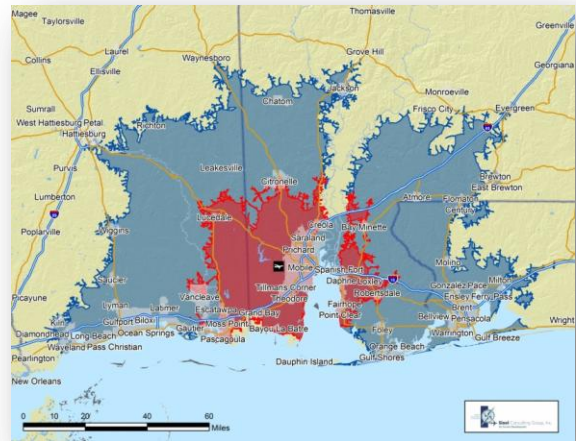 Magee
Taylorsville
Laurel
Collins
Ellisville
Waynesboro
Thomasville
Grove Hill
Greenville
Georgiana
Jackson
Monroeville
Chatom
Frisco City
Evergreen
Sumrall
West Hattiesburg Petal
Hattiesburg
Richton
Purvis
Leakesville
Citronelle
Brewton
East Brewton
Lumberton
Atmore
Flomaton
Century
Poplarville
Wiggins
Lucedale
Creola
Bay Minette
Saraland
Prichard
Molino
Mobile
Spanish Fort
Milton
Saucier
Tillmans Corner
Daphne
Loxley
Gonzalez
Pace
Picayune
Vancleave
Theodore
Robertsdale
Ensley
Ferry Pass
Lyman
Latimer
Escatawpa
Grand Bay
Fairhope
Brent
Kiln
Gulfport
Biloxi
Moss Point
Point Clear
Foley
Bellview
Pensacola
Wright
Diamondhead
Long Beach
Ocean Springs
Gautier
Bayou La Batre
Warrington
Waveland
Pass Christian
Pascagoula
Orange Beach
Gulf Breeze
Pearlington
Dauphin Island
Gulf Shores
New Orleans
0 20 40 60
Miles